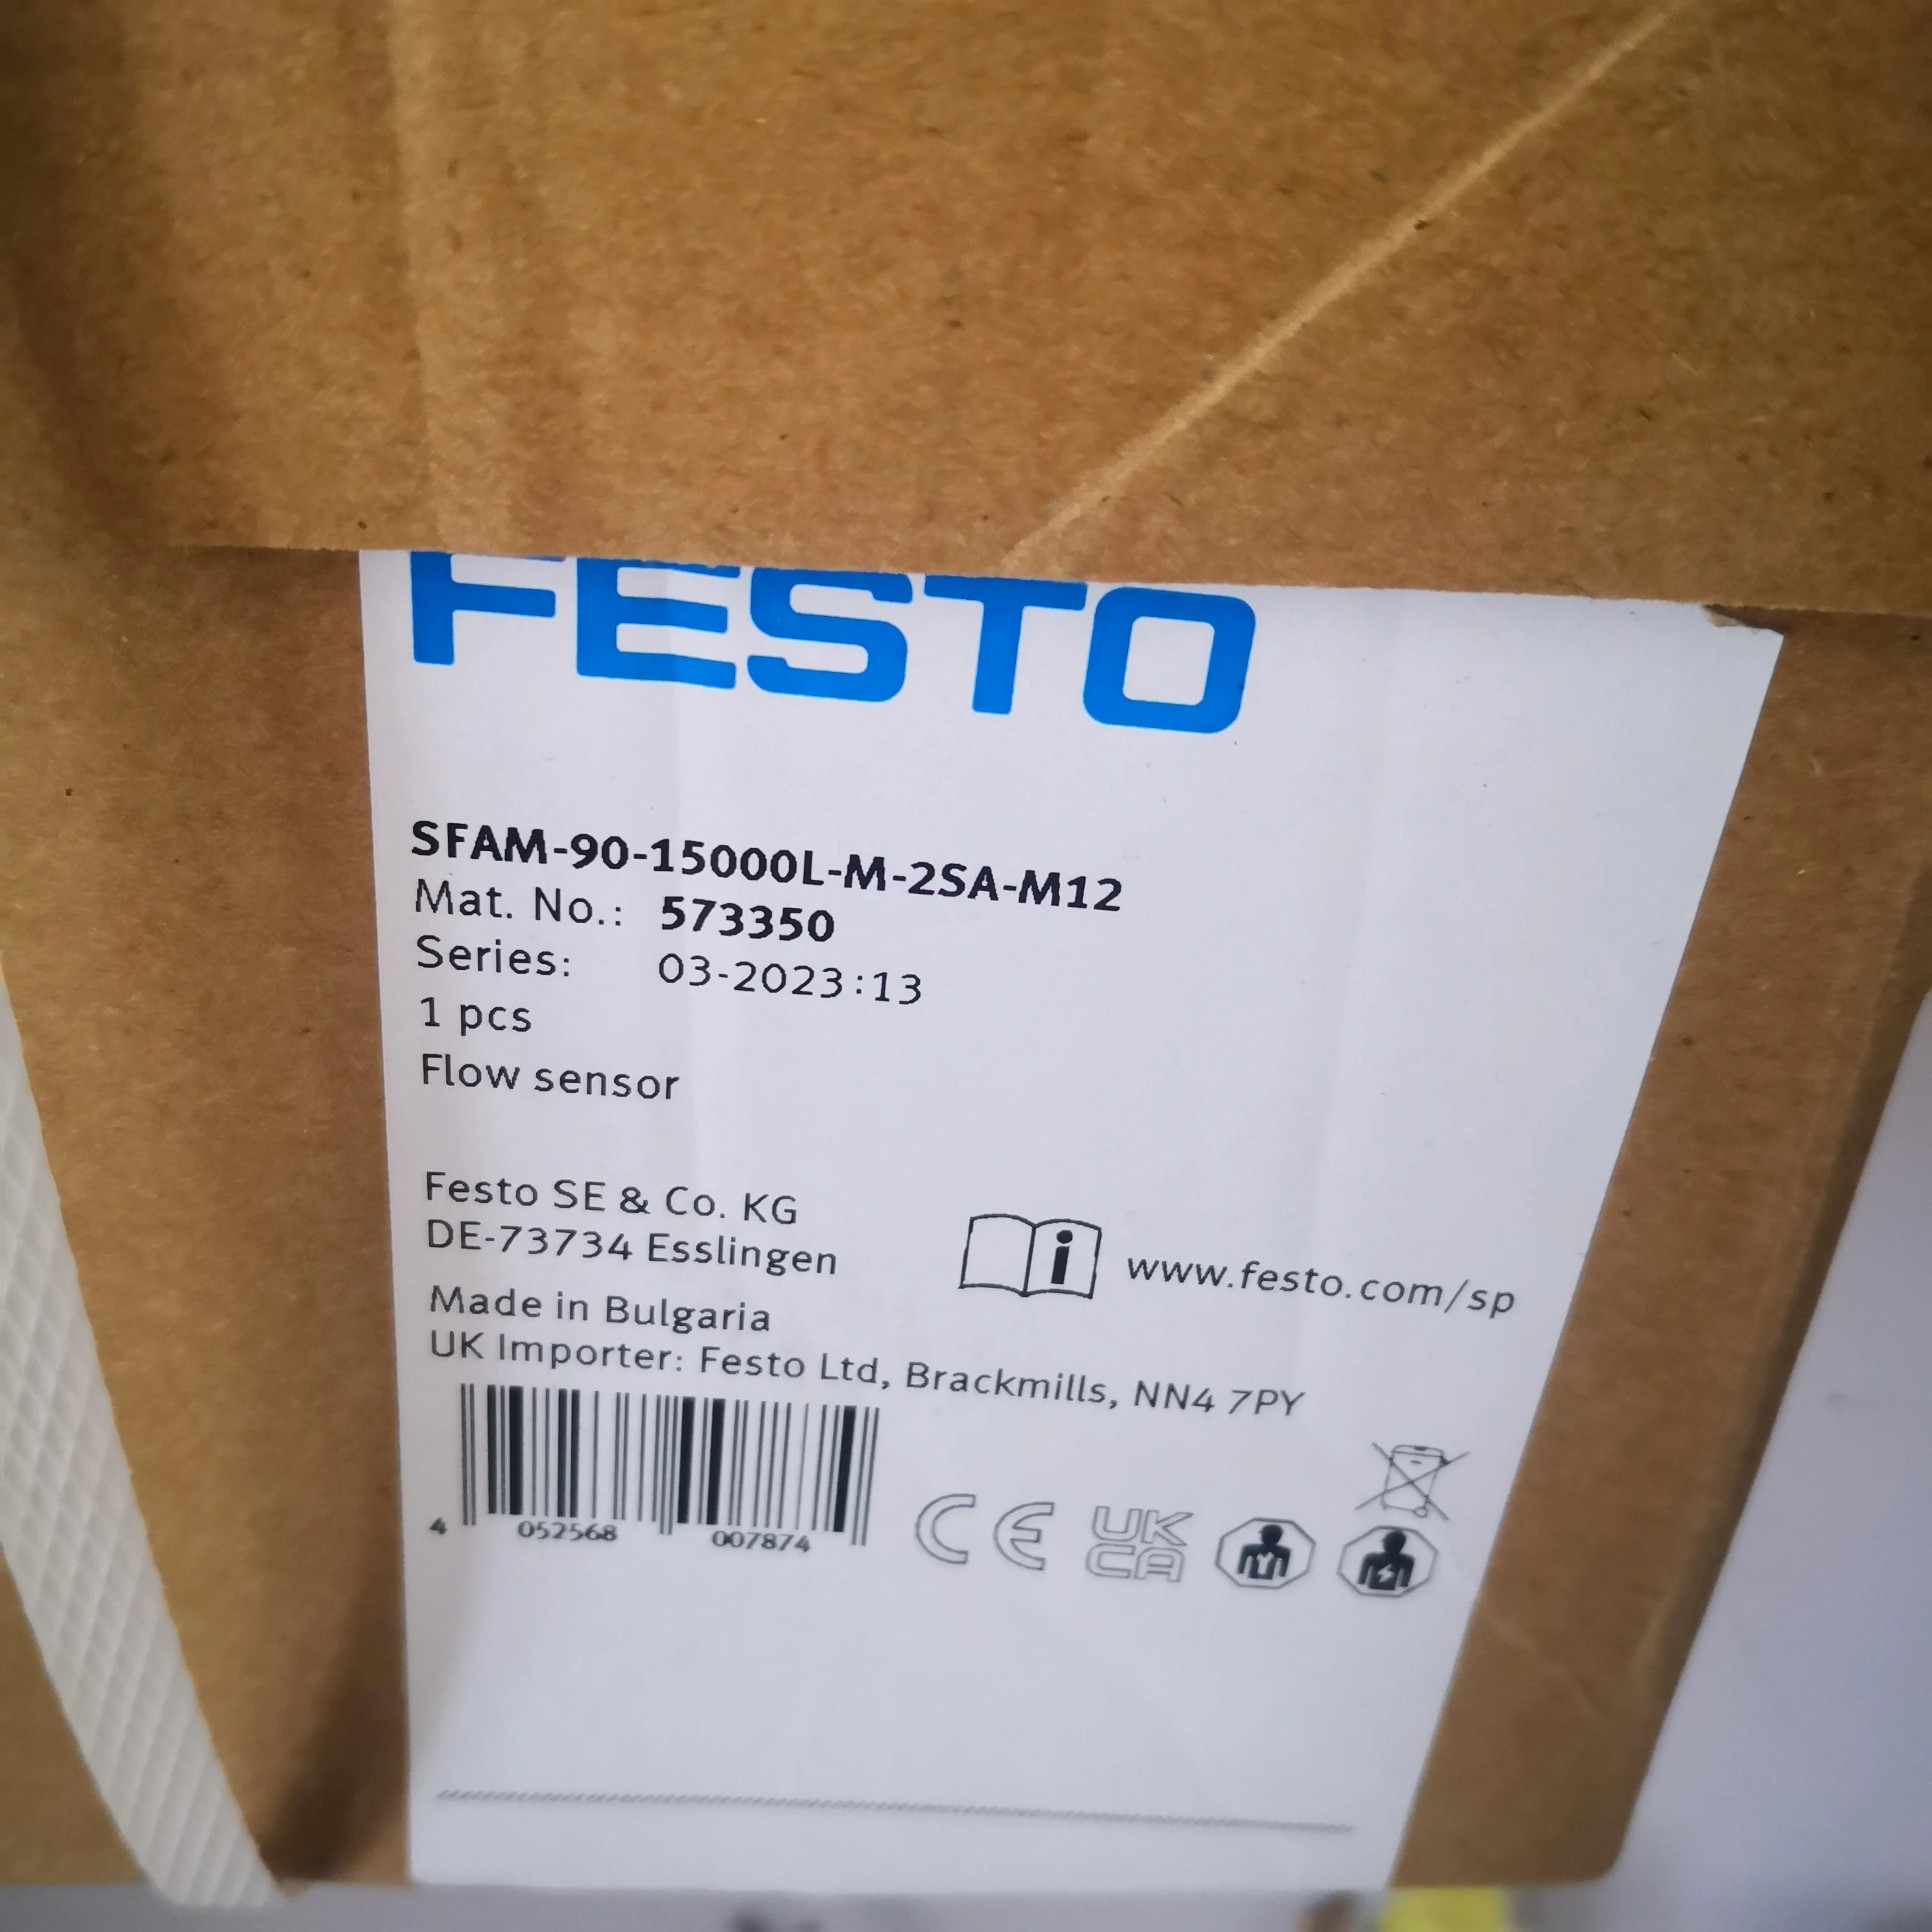 FESTO
SFAM-90-15000L-M-2SA-M12
Mat. No.: 573350
Series: 03-2023:13
1 pcs
Flow sensor
Festo SE & Co. KG
DE-73734 Esslingen
i www.festo.com/sp
Made in Bulgaria
UK Importer: Festo Ltd, Brackmills, NN4 7PY
4 052568 007874
CE
UK
CA